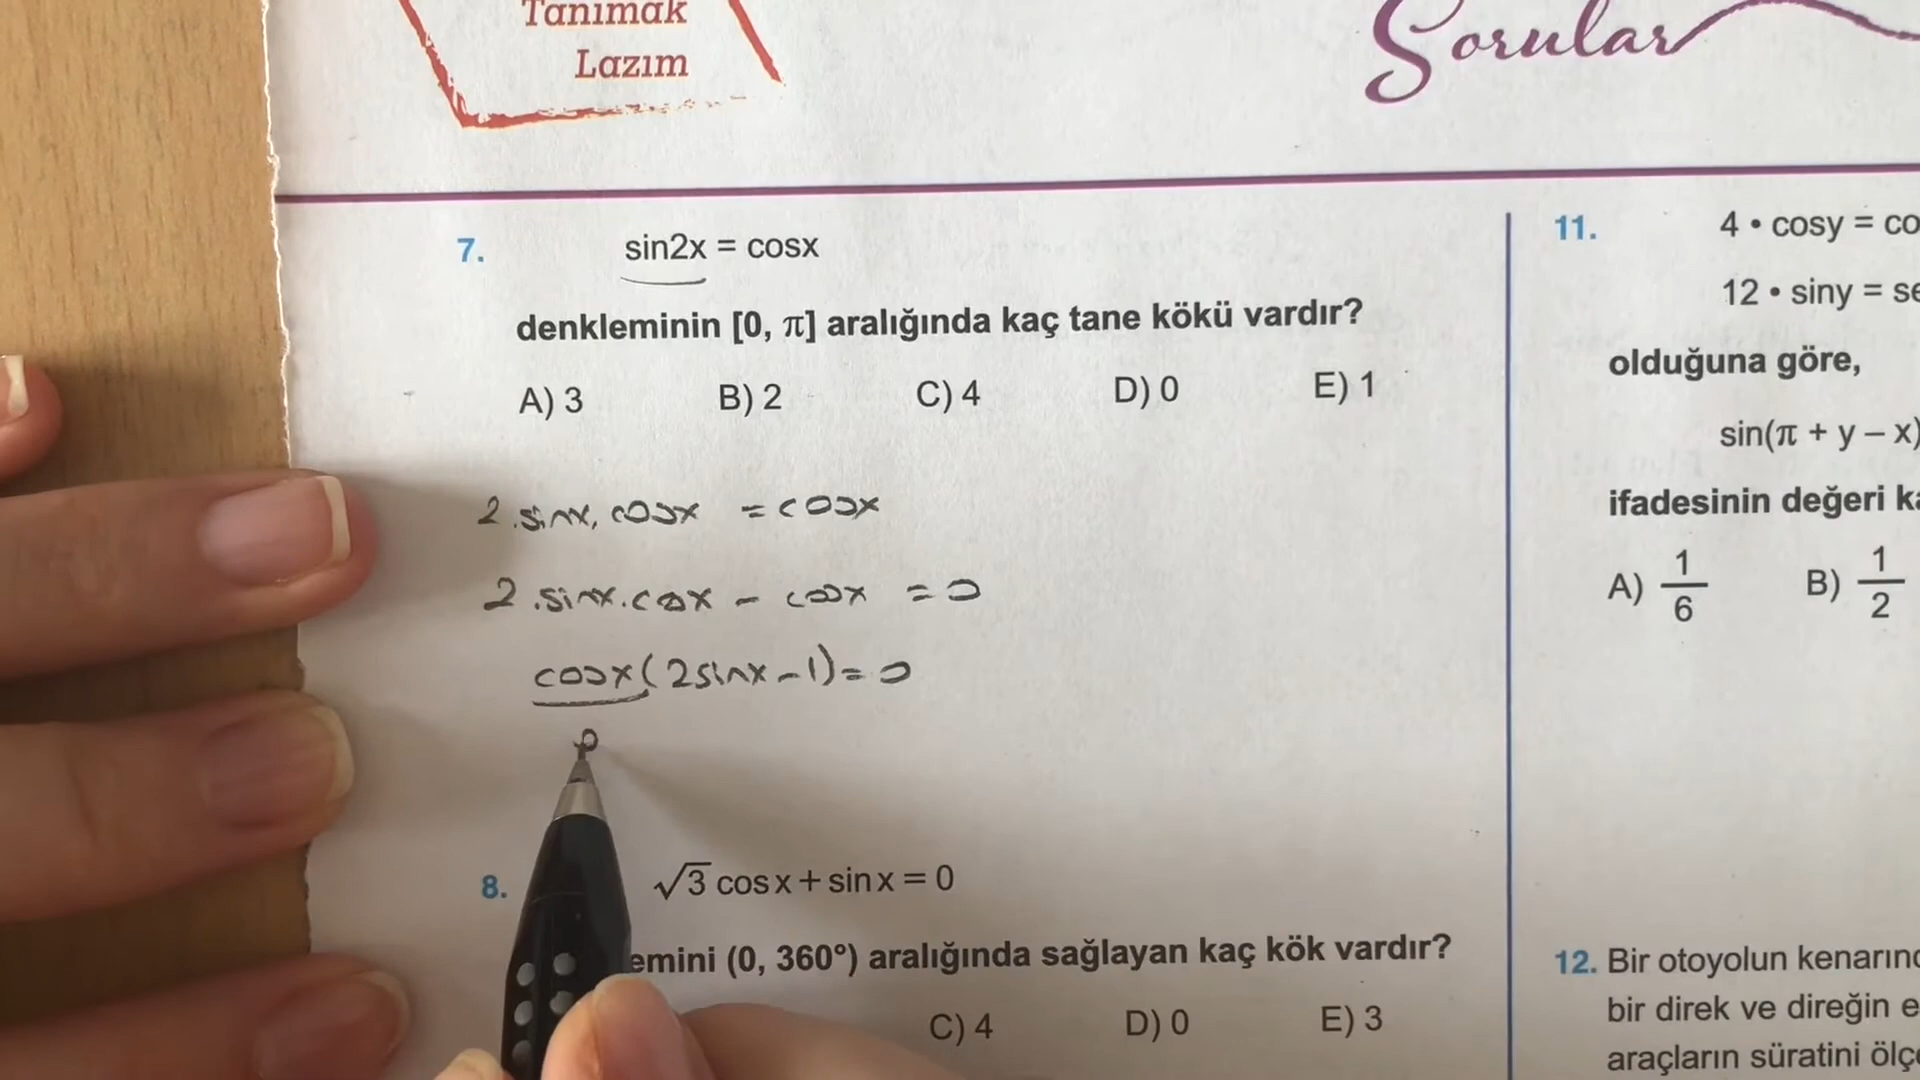 Tanımak
Lazım
Sorular
7. sin2x = cosx
denkleminin [0, π] aralığında kaç tane kökü vardır?
A) 3 B) 2 C) 4 D) 0 E) 1
2.sinx.cosx = cosx
2.sinx.cosx - cosx = 0
cosx(2sinx-1)=0
0
8. √3 cosx + sinx = 0
emini (0, 360°) aralığında sağlayan kaç kök vardır?
C) 4 D) 0 E) 3
11. 4 • cosy = co
12 • siny = se
olduğuna göre,
sin(π + y – x)
ifadesinin değeri ka
A) 1/6 B) 1/2
12. Bir otoyolun kenarınd
bir direk ve direğin e
araçların süratini ölç